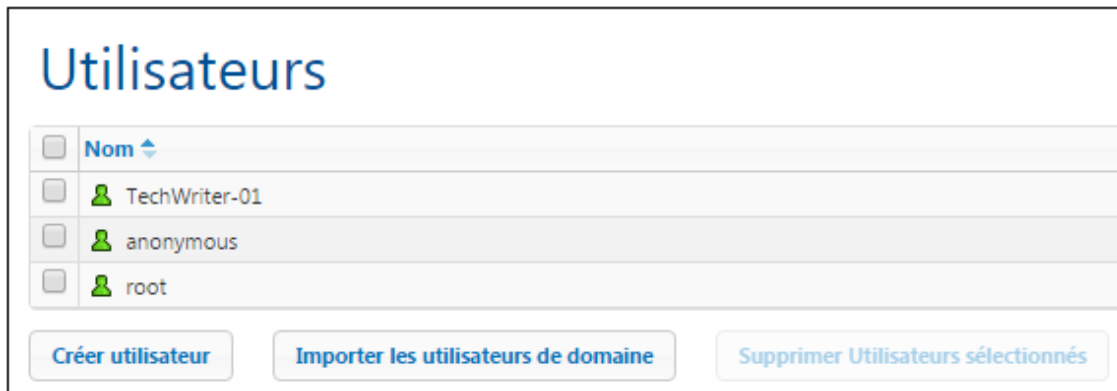 Utilisateurs
Nom
TechWriter-01
anonymous
root
Créer utilisateur Importer les utilisateurs de domaine Supprimer Utilisateurs sélectionnés